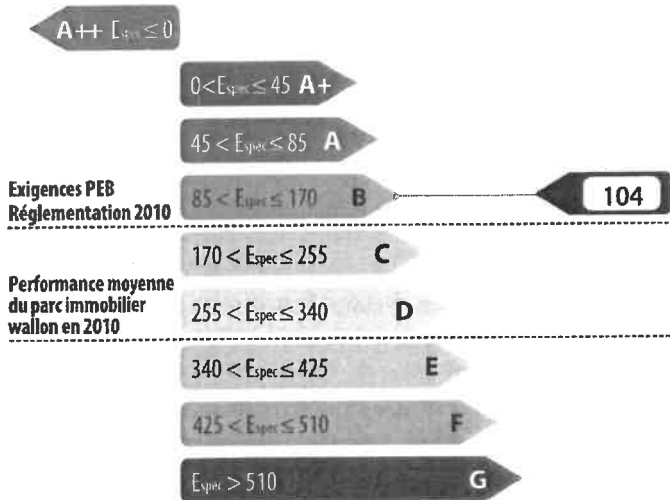 A++ Espec ≤ 0
0 < Espec ≤ 45 A+
45 < Espec ≤ 85 A
Exigences PEB
Réglementation 2010
85 < Espec ≤ 170 B
104
170 < Espec ≤ 255 C
Performance moyenne
du parc immobilier
wallon en 2010
255 < Espec ≤ 340 D
340 < Espec ≤ 425 E
425 < Espec ≤ 510 F
Espec > 510 G